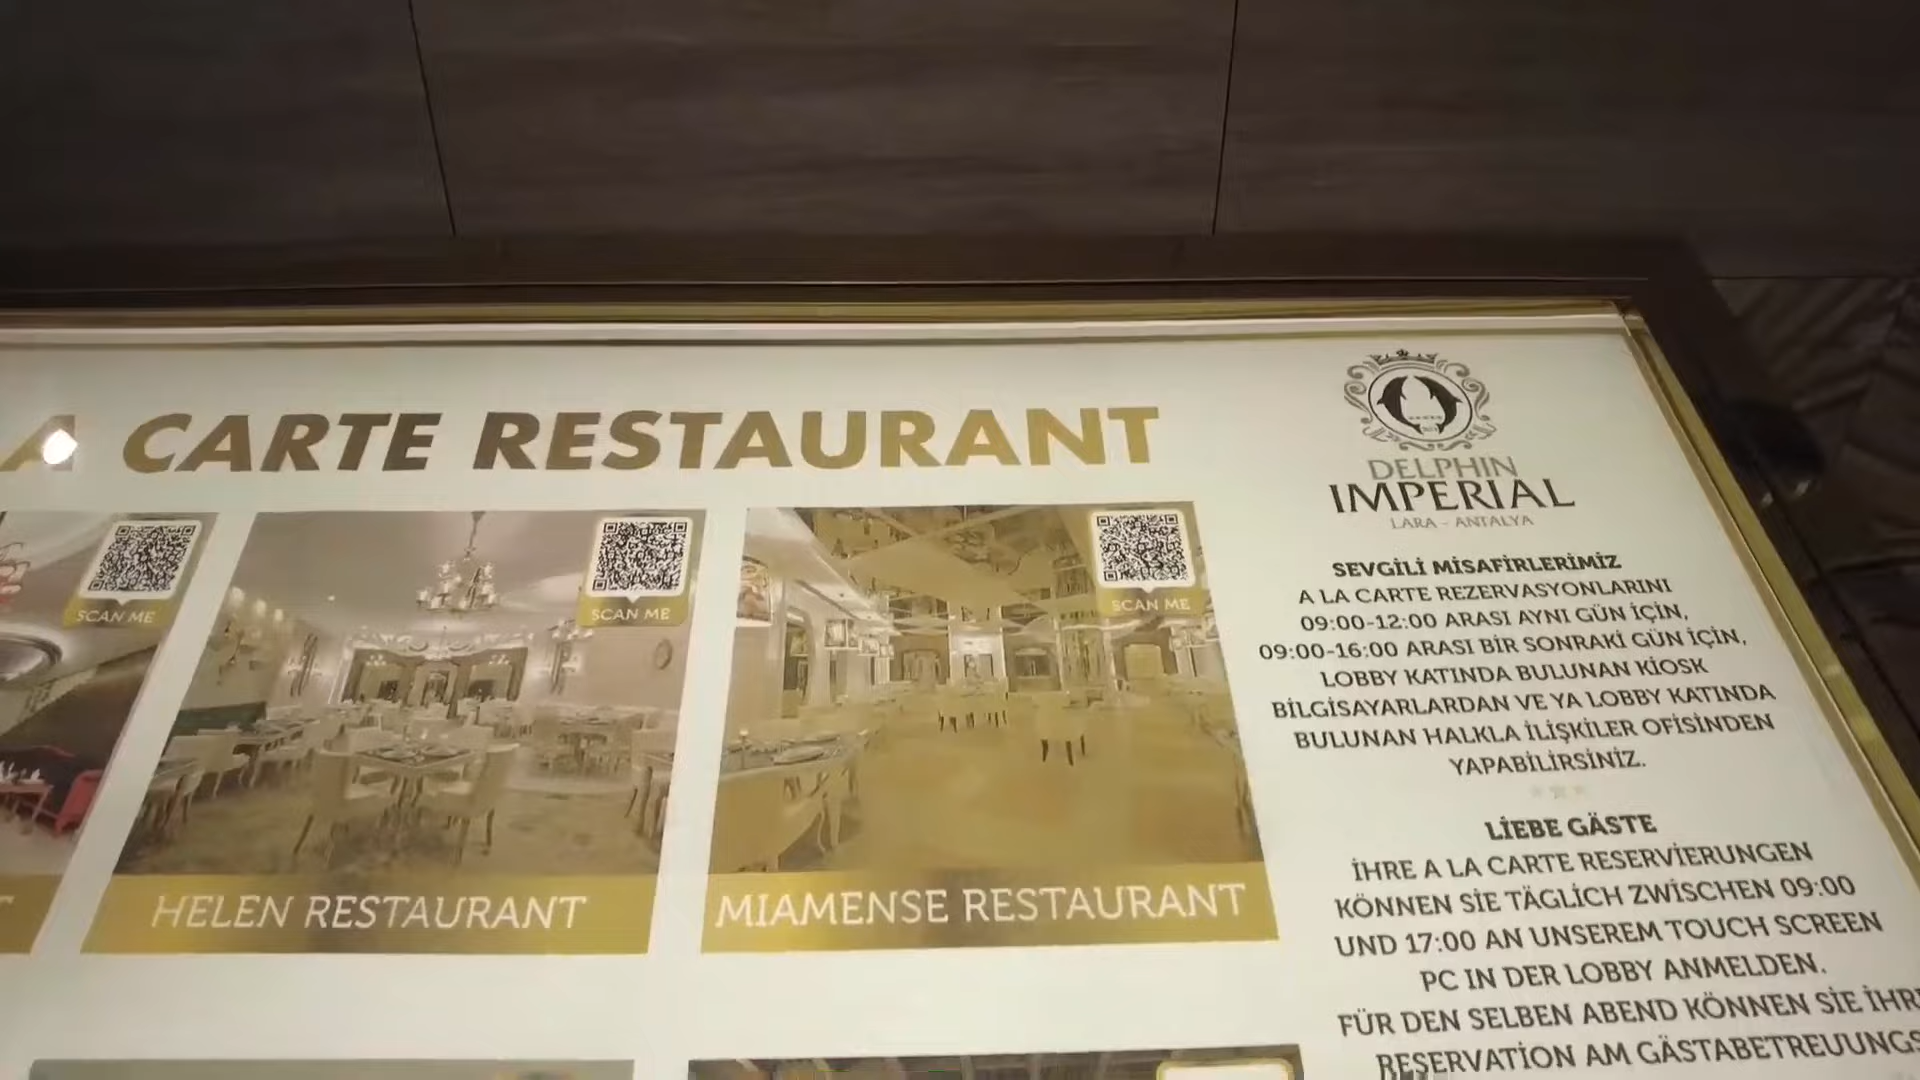 A CARTE RESTAURANT
SCAN ME
SCAN ME
SCAN ME
HELEN RESTAURANT
MIAMENSE RESTAURANT
DELPHIN
IMPERIAL
LARA - ANTALYA
SEVGİLİ MİSAFİRLERİMİZ
A LA CARTE REZERVASYONLARINI
09:00-12:00 ARASI AYNI GÜN İÇİN,
09:00-16:00 ARASI BİR SONRAKİ GÜN İÇİN,
LOBBY KATINDA BULUNAN KİOSK
BİLGİSAYARLARDAN VE YA LOBBY KATINDA
BULUNAN HALKLA İLİŞKİLER OFİSİNDEN
YAPABİLİRSİNİZ.
LİEBE GÄSTE
İHRE A LA CARTE RESERVİERUNGEN
KÖNNEN SİE TÄGLİCH ZWİSCHEN 09:00
UND 17:00 AN UNSEREM TOUCH SCREEN
PC IN DER LOBBY ANMELDEN.
FÜR DEN SELBEN ABEND KÖNNEN SİE İHRE
RESERVATİON AM GÄSTABETREUUNGS